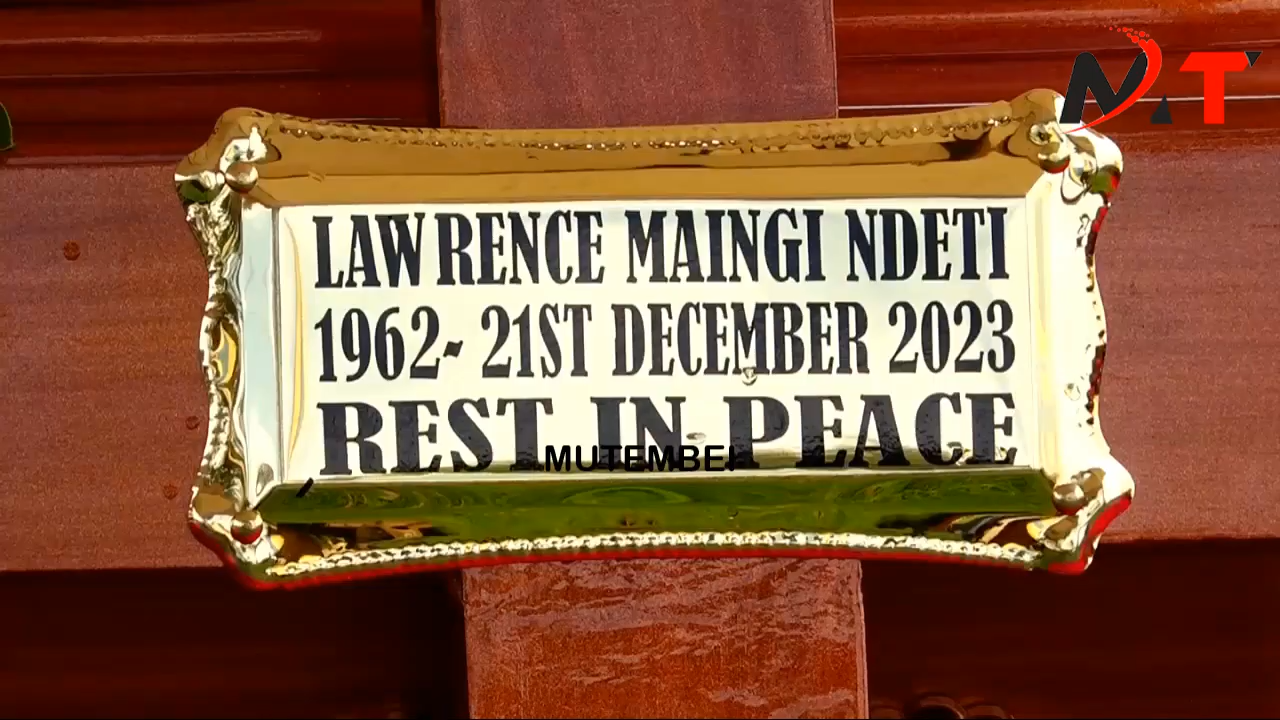 LAWRENCE MAINGI NDETI
1962- 21ST DECEMBER 2023
REST IN PEACE
MUTEMBEI